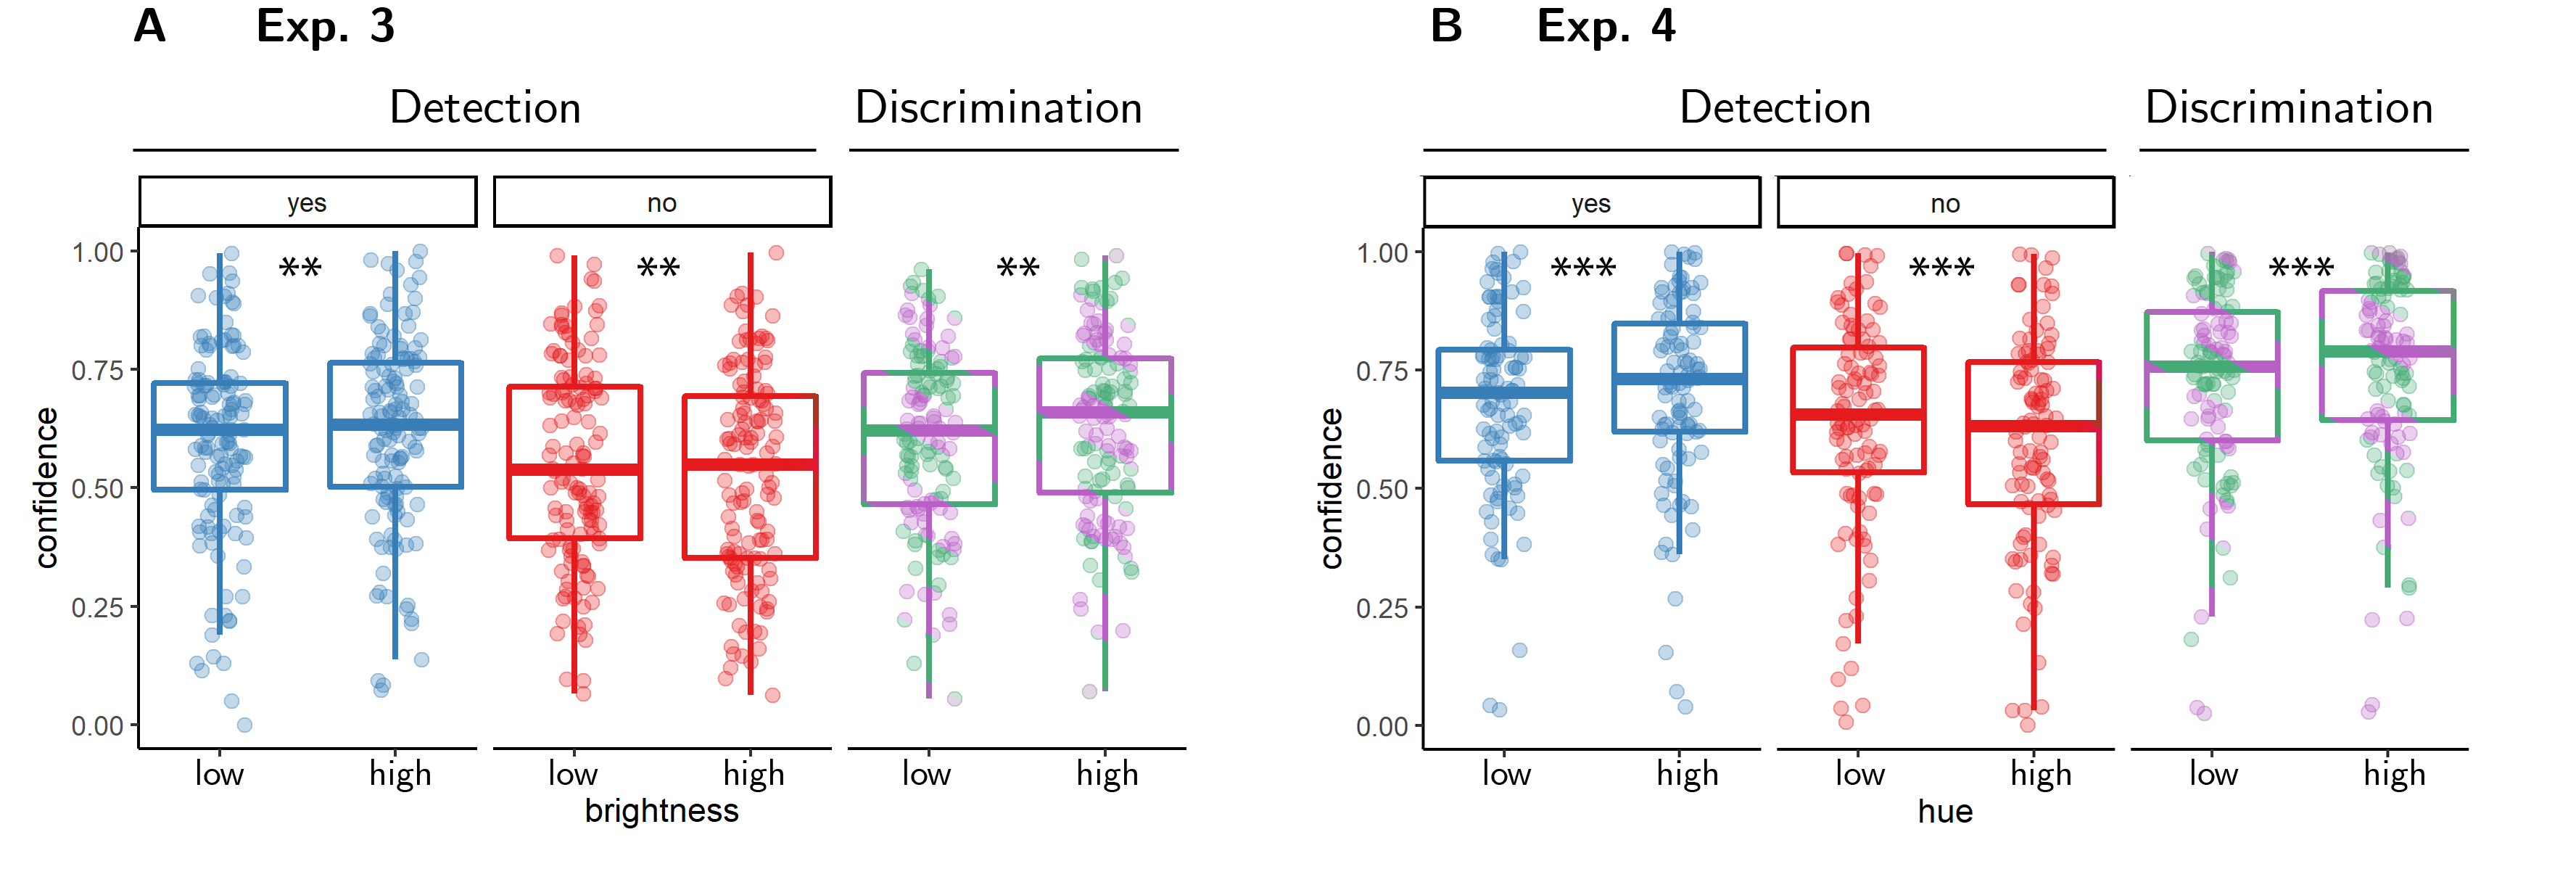 A Exp. 3
Detection Discrimination
yes no
** ** **
confidence
1.00
0.75
0.50
0.25
0.00
low high low high low high
brightness
B Exp. 4
Detection Discrimination
yes no
*** *** ***
confidence
1.00
0.75
0.50
0.25
0.00
low high low high low high
hue